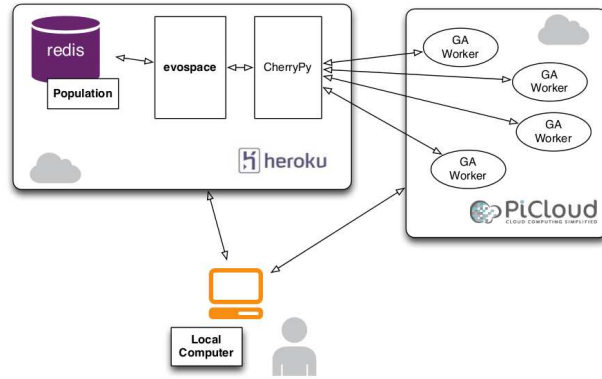 redis
Population
evospace
CherryPy
heroku
GA
Worker
GA
Worker
GA
Worker
GA
Worker
PiCloud
CLOUD COMPUTING SIMPLIFIED
Local
Computer